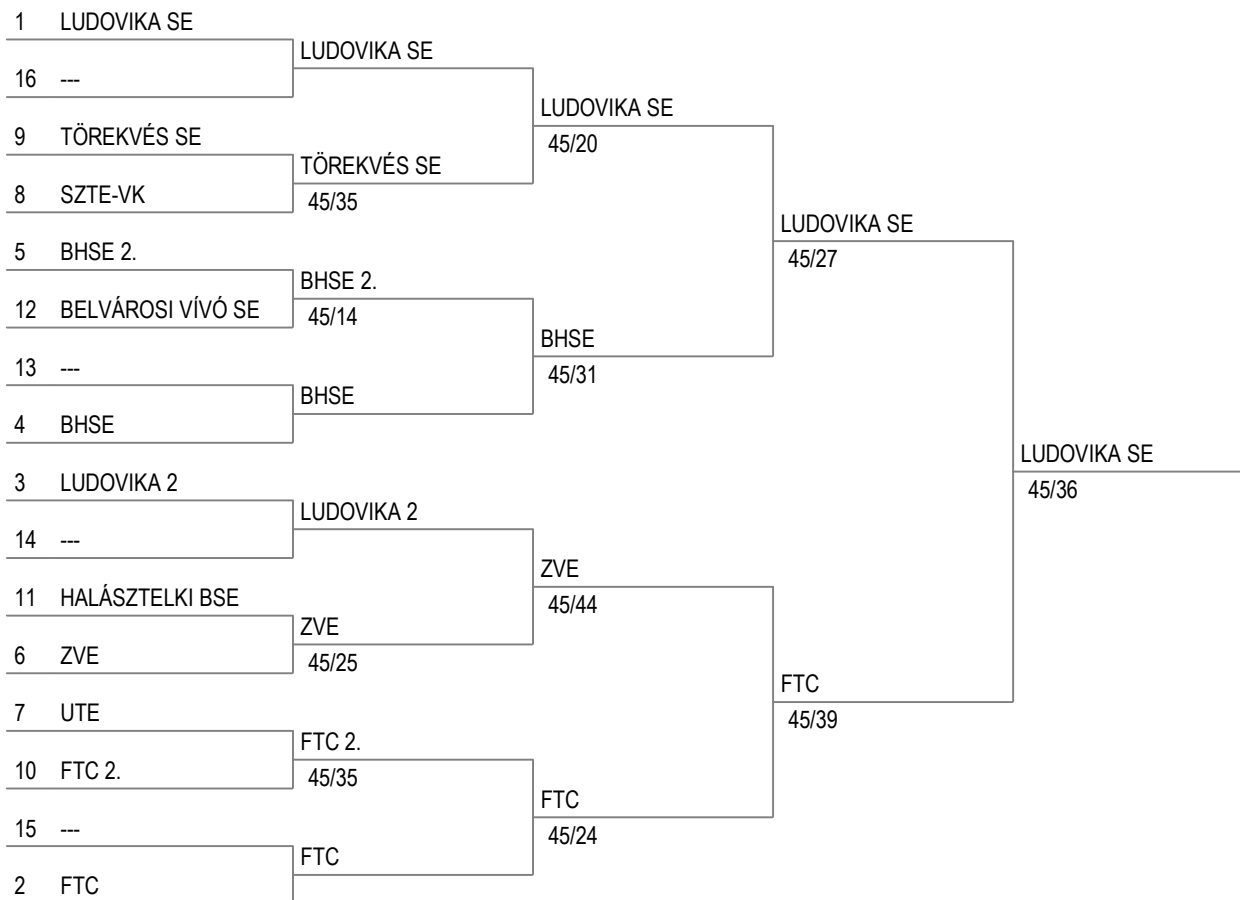 1 LUDOVIKA SE
LUDOVIKA SE
16 ---
LUDOVIKA SE
45/20
9 TÖREKVÉS SE
TÖREKVÉS SE
45/35
8 SZTE-VK
LUDOVIKA SE
45/27
5 BHSE 2.
BHSE 2.
45/14
12 BELVÁROSI VÍVÓ SE
BHSE
45/31
13 ---
BHSE
4 BHSE
LUDOVIKA SE
45/36
3 LUDOVIKA 2
LUDOVIKA 2
14 ---
ZVE
45/44
11 HALÁSZTELKI BSE
ZVE
45/25
6 ZVE
FTC
45/39
7 UTE
FTC 2.
45/35
10 FTC 2.
FTC
45/24
15 ---
FTC
2 FTC